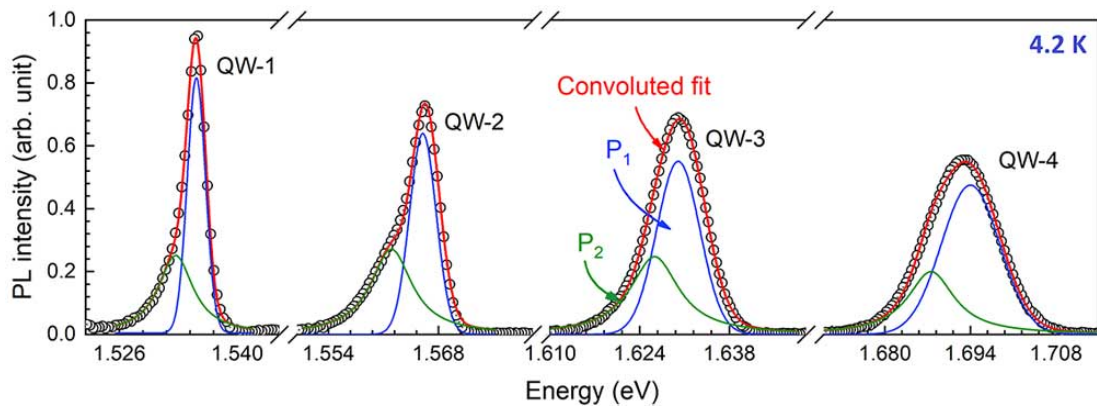 4.2 K
1.0
0.8
0.6
0.4
0.2
0.0
PL intensity (arb. unit)
QW-1
QW-2
Convoluted fit
QW-3
P₁
P₂
QW-4
1.526 1.540 1.554 1.568 1.610 1.624 1.638 1.680 1.694 1.708
Energy (eV)